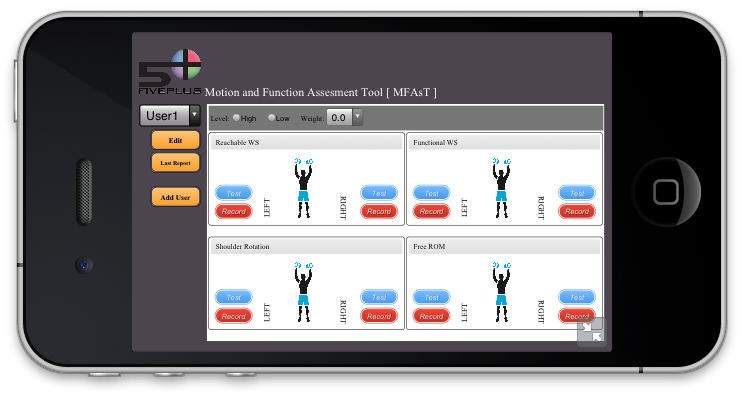 5+
FIVEPLUS
Motion and Function Assesment Tool [ MFAsT ]
User1
Edit
Last Report
Add User
Level: High Low Weight: 0.0
Reachable WS
Test
Record
LEFT
RIGHT
Test
Record
Functional WS
Test
Record
LEFT
RIGHT
Test
Record
Shoulder Rotation
Test
Record
LEFT
RIGHT
Test
Record
Free ROM
Test
Record
LEFT
RIGHT
Test
Record